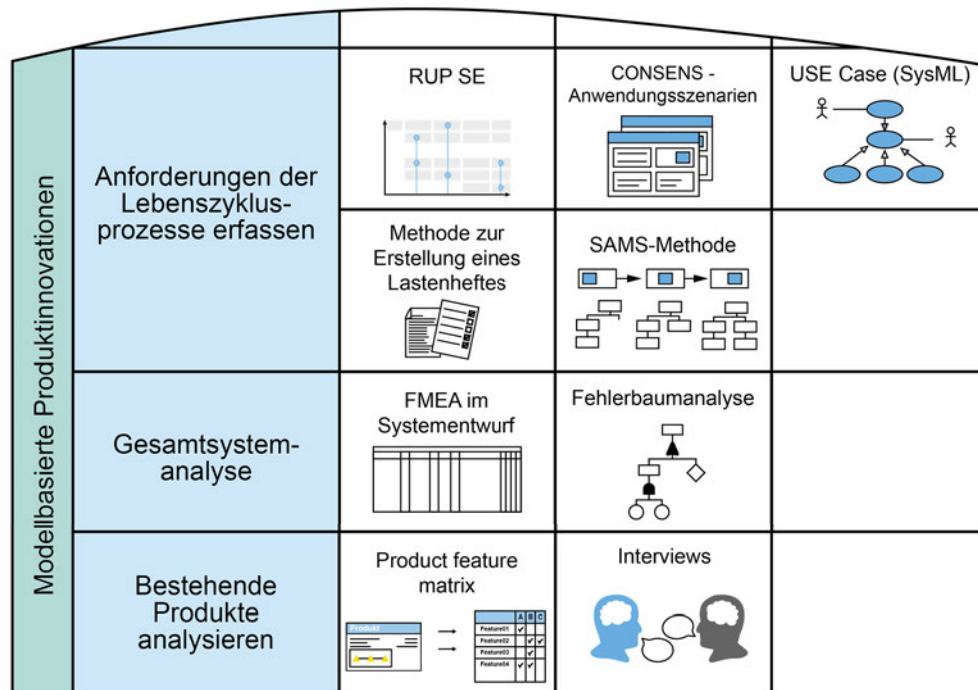 Modellbasierte Produktinnovationen
Anforderungen der
Lebenszyklus-
prozesse erfassen
RUP SE
CONSENS -
Anwendungsszenarien
USE Case (SysML)
Methode zur
Erstellung eines
Lastenheftes
SAMS-Methode
Gesamtsystem-
analyse
FMEA im
Systementwurf
Fehlerbaumanalyse
Bestehende
Produkte
analysieren
Product feature
matrix
Produkt
A B C
Feature01
Feature02
Feature03
Feature04
Interviews